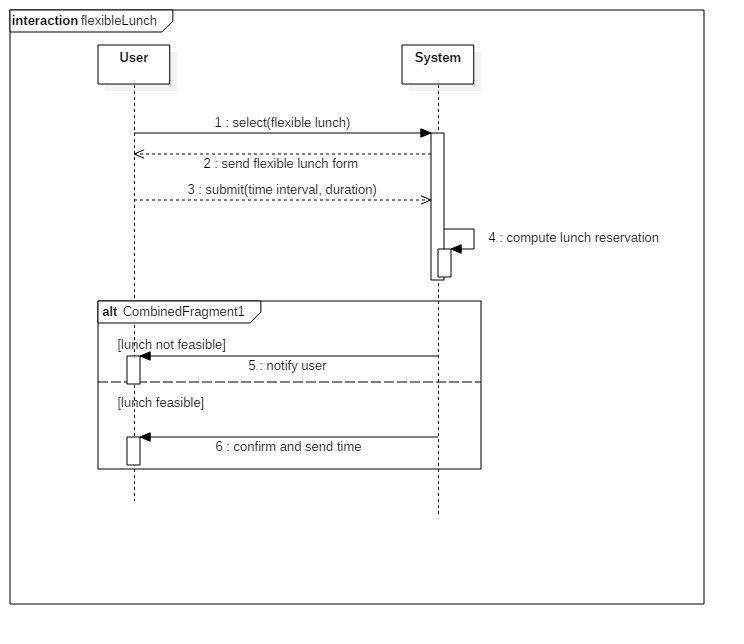 interaction flexibleLunch
User
System
1 : select(flexible lunch)
2 : send flexible lunch form
3 : submit(time interval, duration)
4 : compute lunch reservation
alt CombinedFragment1
[lunch not feasible]
5 : notify user
[lunch feasible]
6 : confirm and send time